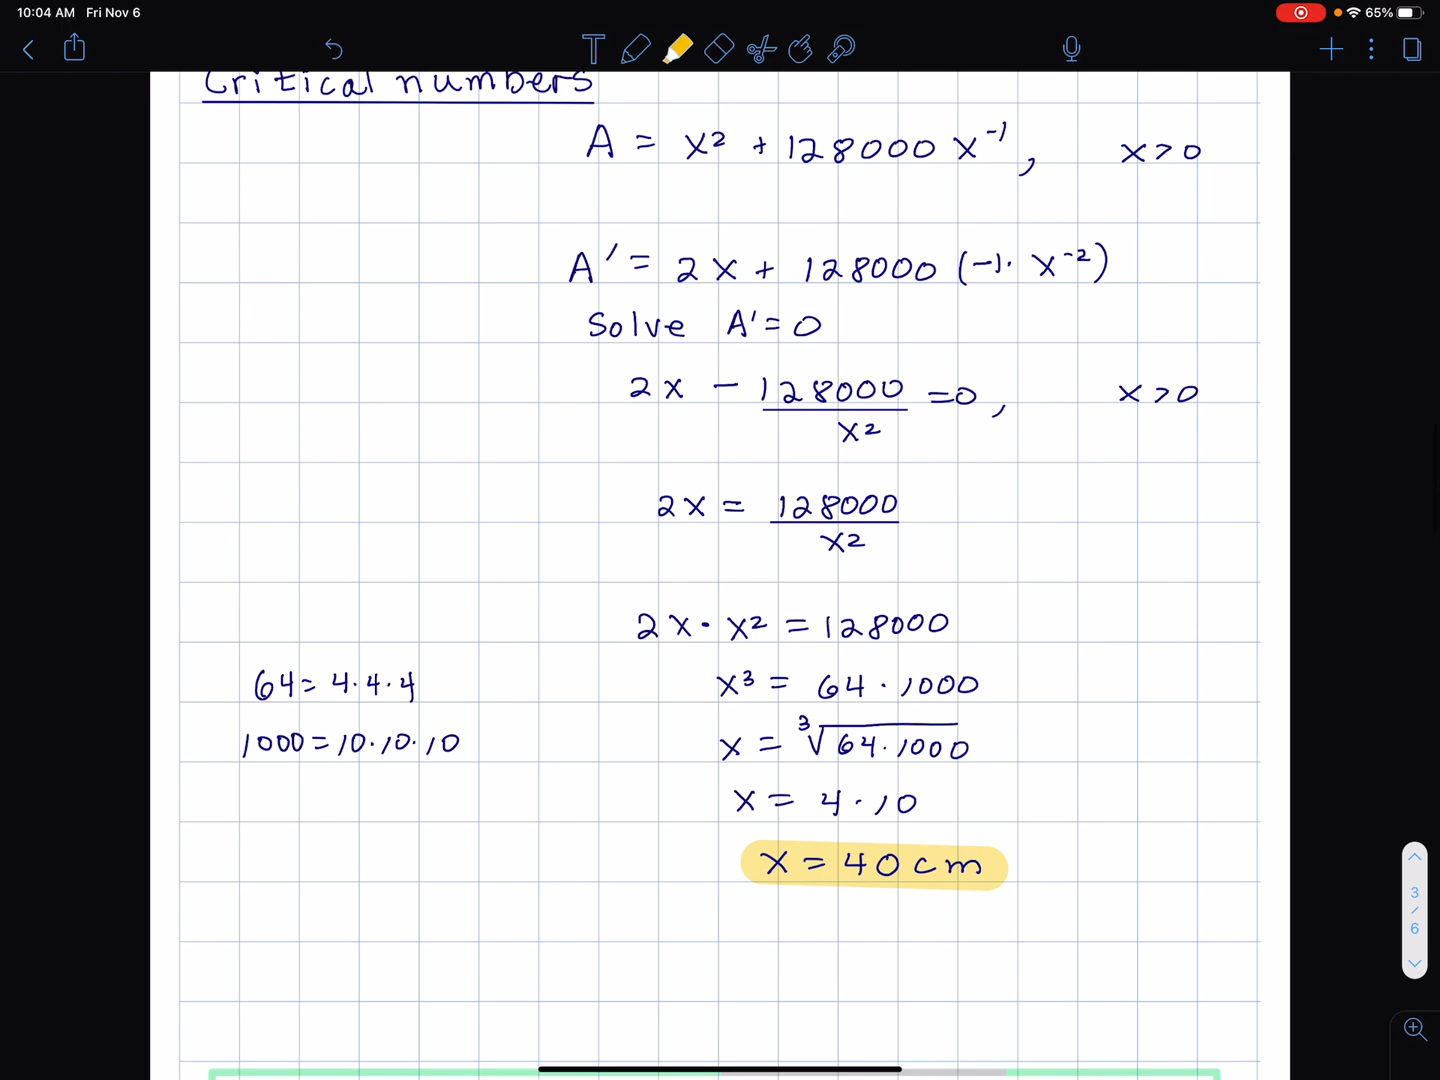 10:04 AM Fri Nov 6
65%
Critical numbers
A = x² + 128000 x⁻¹, x > 0
A' = 2x + 128000 (-1· x⁻²)
Solve A' = 0
2x - 128000/x² = 0, x > 0
2x = 128000/x²
2x · x² = 128000
64 = 4·4·4
x³ = 64 · 1000
1000 = 10·10·10
x = ³√64·1000
x = 4·10
x = 40 cm
3
/
6